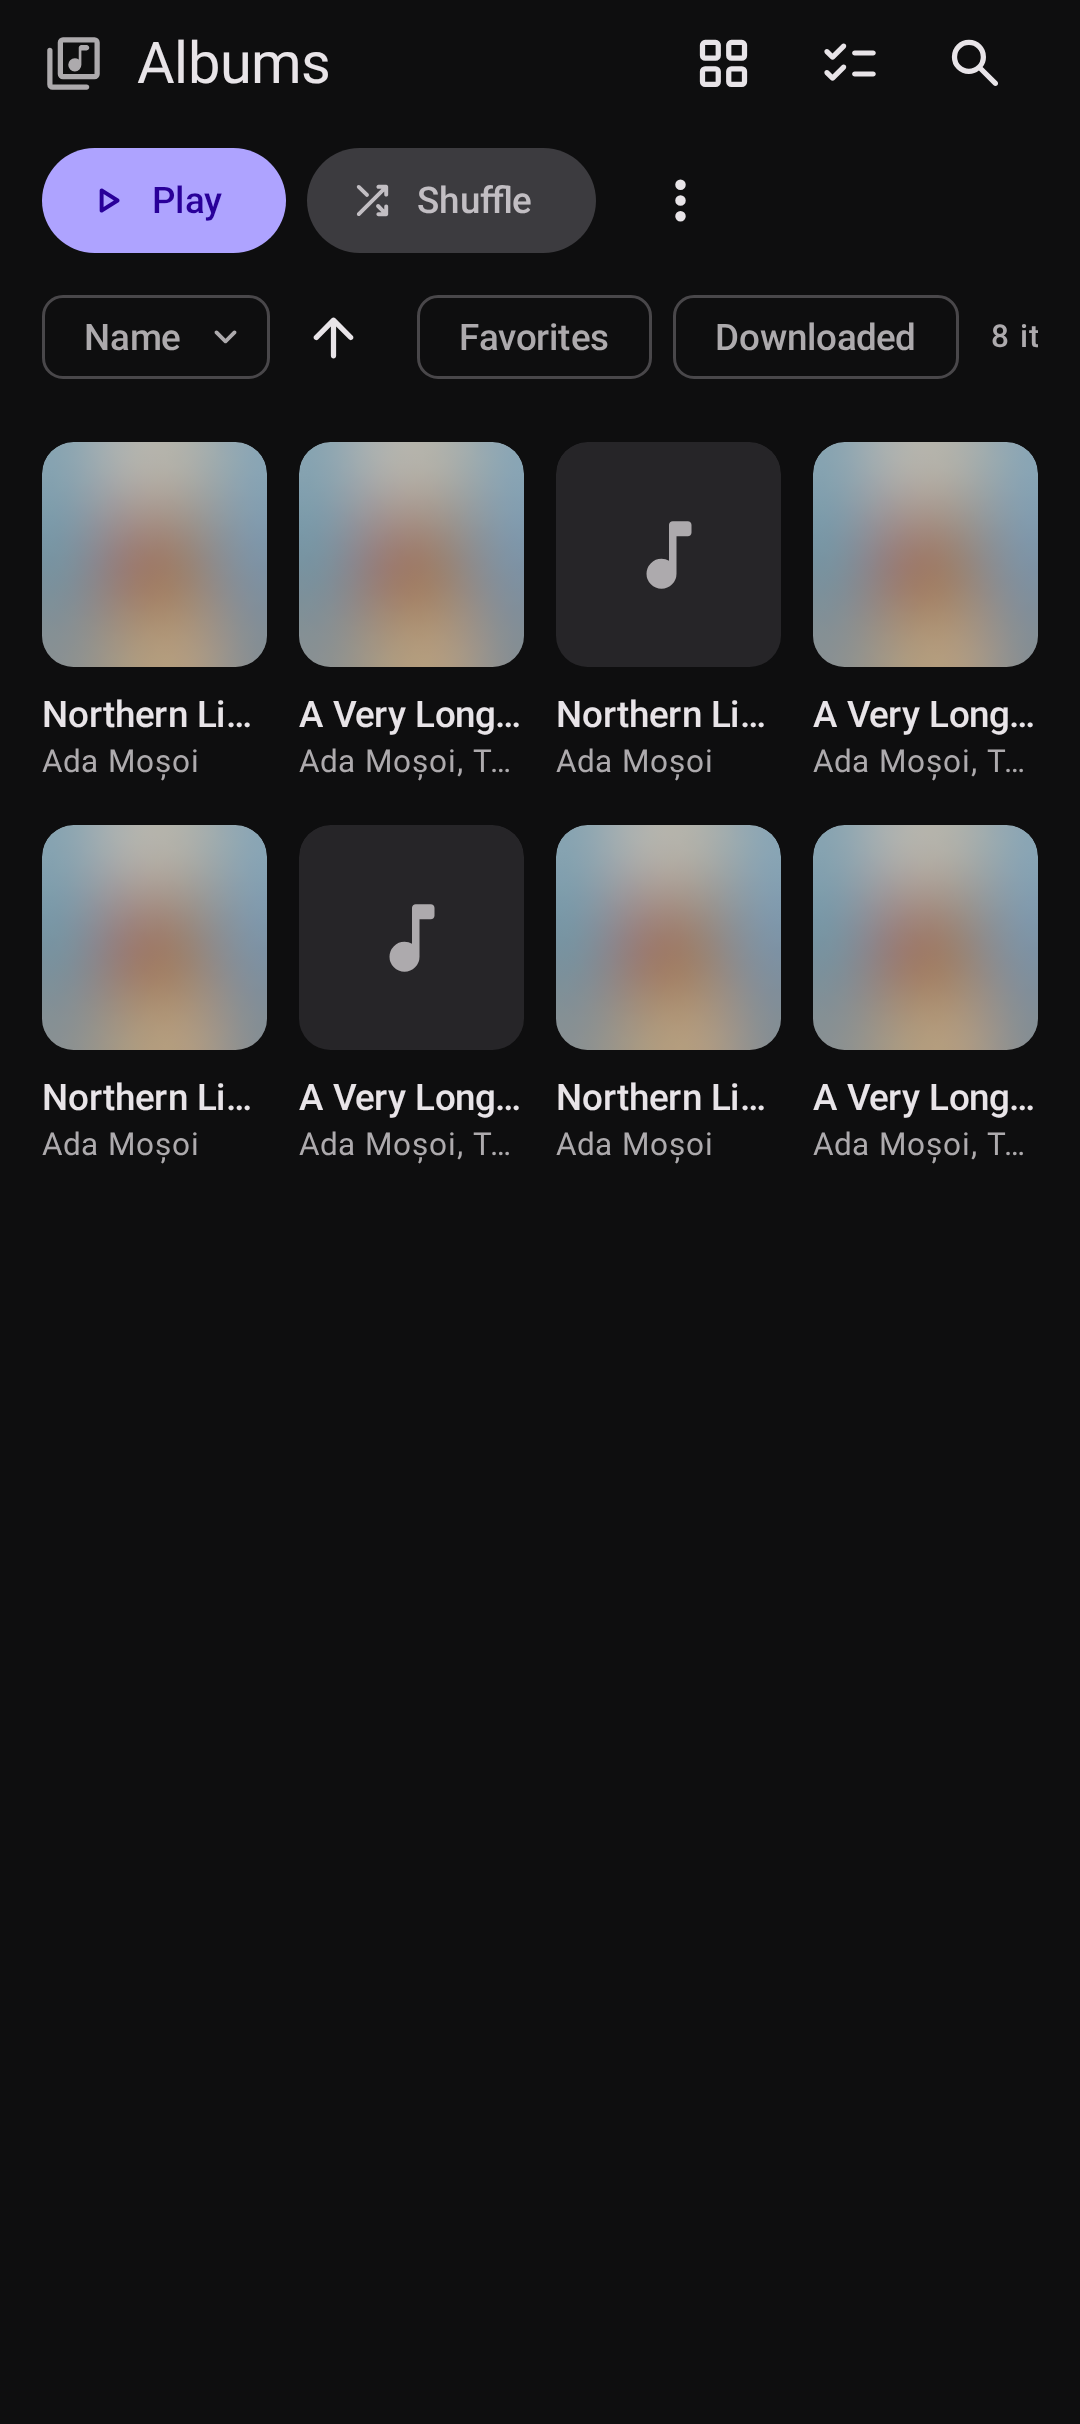 Albums
Play Shuffle
Name Favorites Downloaded 8 it
Northern Li... A Very Long... Northern Li... A Very Long...
Ada Moșoi Ada Moșoi, T... Ada Moșoi Ada Moșoi, T...
Northern Li... A Very Long... Northern Li... A Very Long...
Ada Moșoi Ada Moșoi, T... Ada Moșoi Ada Moșoi, T...